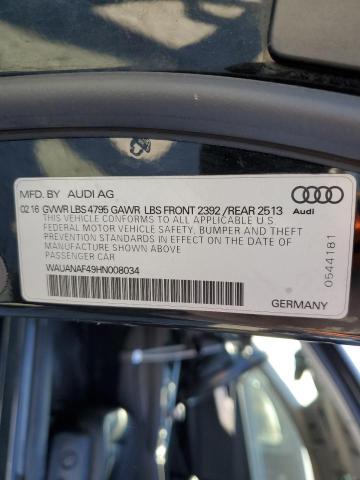 MFD. BY AUDI AG
02 16 GVWR LBS 4795 GAWR LBS FRONT 2392 /REAR 2513
THIS VEHICLE CONFORMS TO ALL APPLICABLE U.S.
FEDERAL MOTOR VEHICLE SAFETY, BUMPER AND THEFT
PREVENTION STANDARDS IN EFFECT ON THE DATE OF
MANUFACTURE SHOWN ABOVE
PASSENGER CAR
WAUANAF49HN008034
Audi
0544181
GERMANY